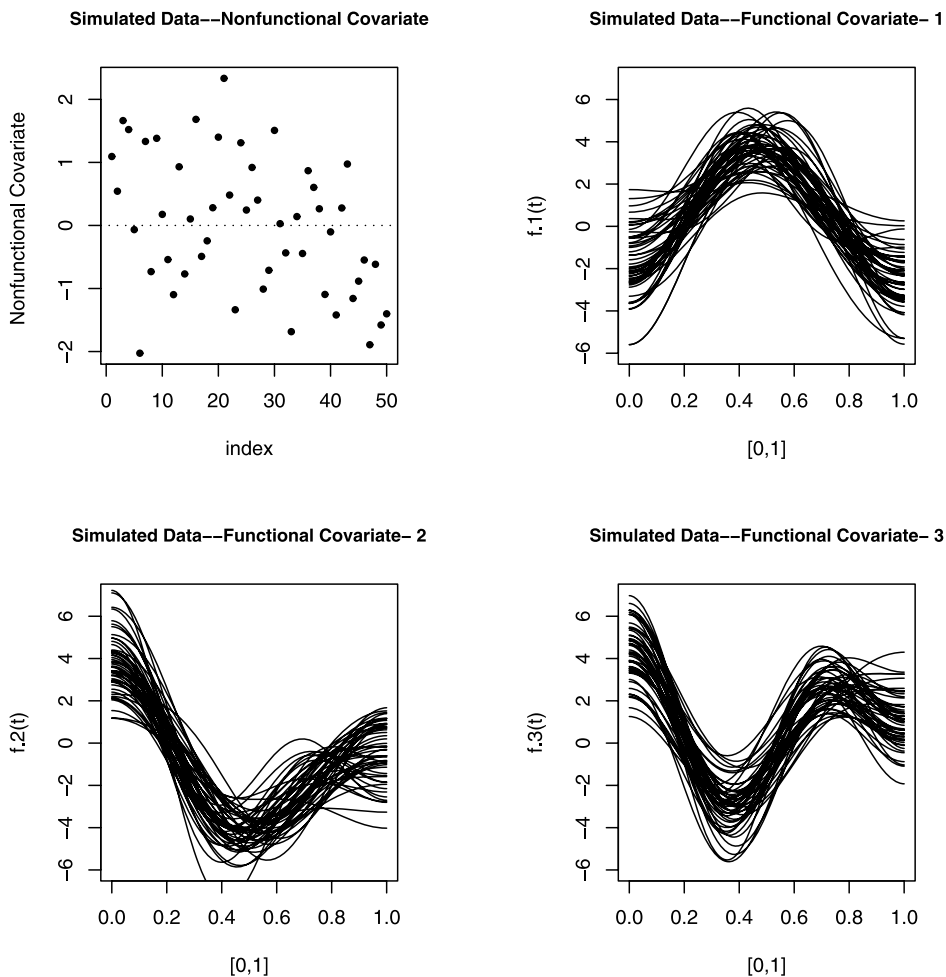 Simulated Data−−Nonfunctional Covariate
Nonfunctional Covariate
2
1
0
−1
−2
0 10 20 30 40 50
index
Simulated Data−−Functional Covariate− 1
f.1(t)
6
4
2
0
−2
−4
−6
0.0 0.2 0.4 0.6 0.8 1.0
[0,1]
Simulated Data−−Functional Covariate− 2
f.2(t)
6
4
2
0
−2
−4
−6
0.0 0.2 0.4 0.6 0.8 1.0
[0,1]
Simulated Data−−Functional Covariate− 3
f.3(t)
6
4
2
0
−2
−4
−6
0.0 0.2 0.4 0.6 0.8 1.0
[0,1]